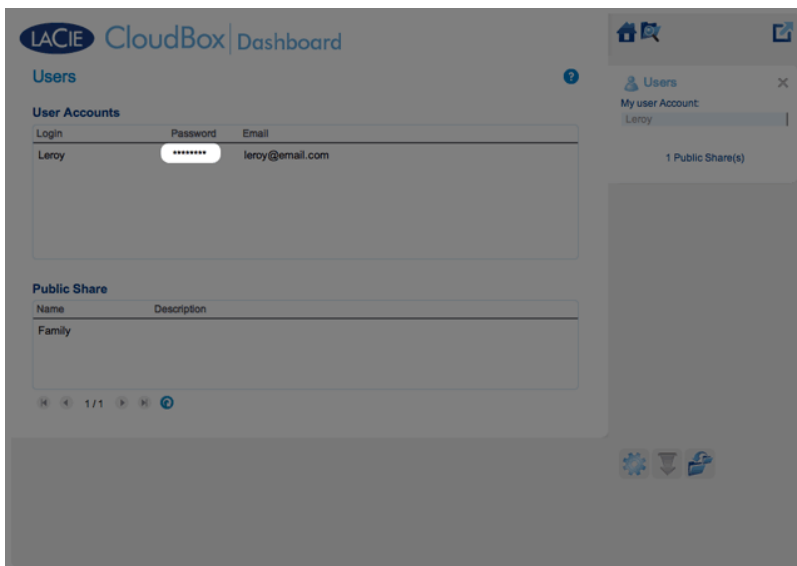 LACIE CloudBox Dashboard
Users
?
User Accounts
Login Password Email
Leroy •••••••• leroy@email.com
Public Share
Name Description
Family
1 / 1
Users
My user Account:
Leroy
1 Public Share(s)